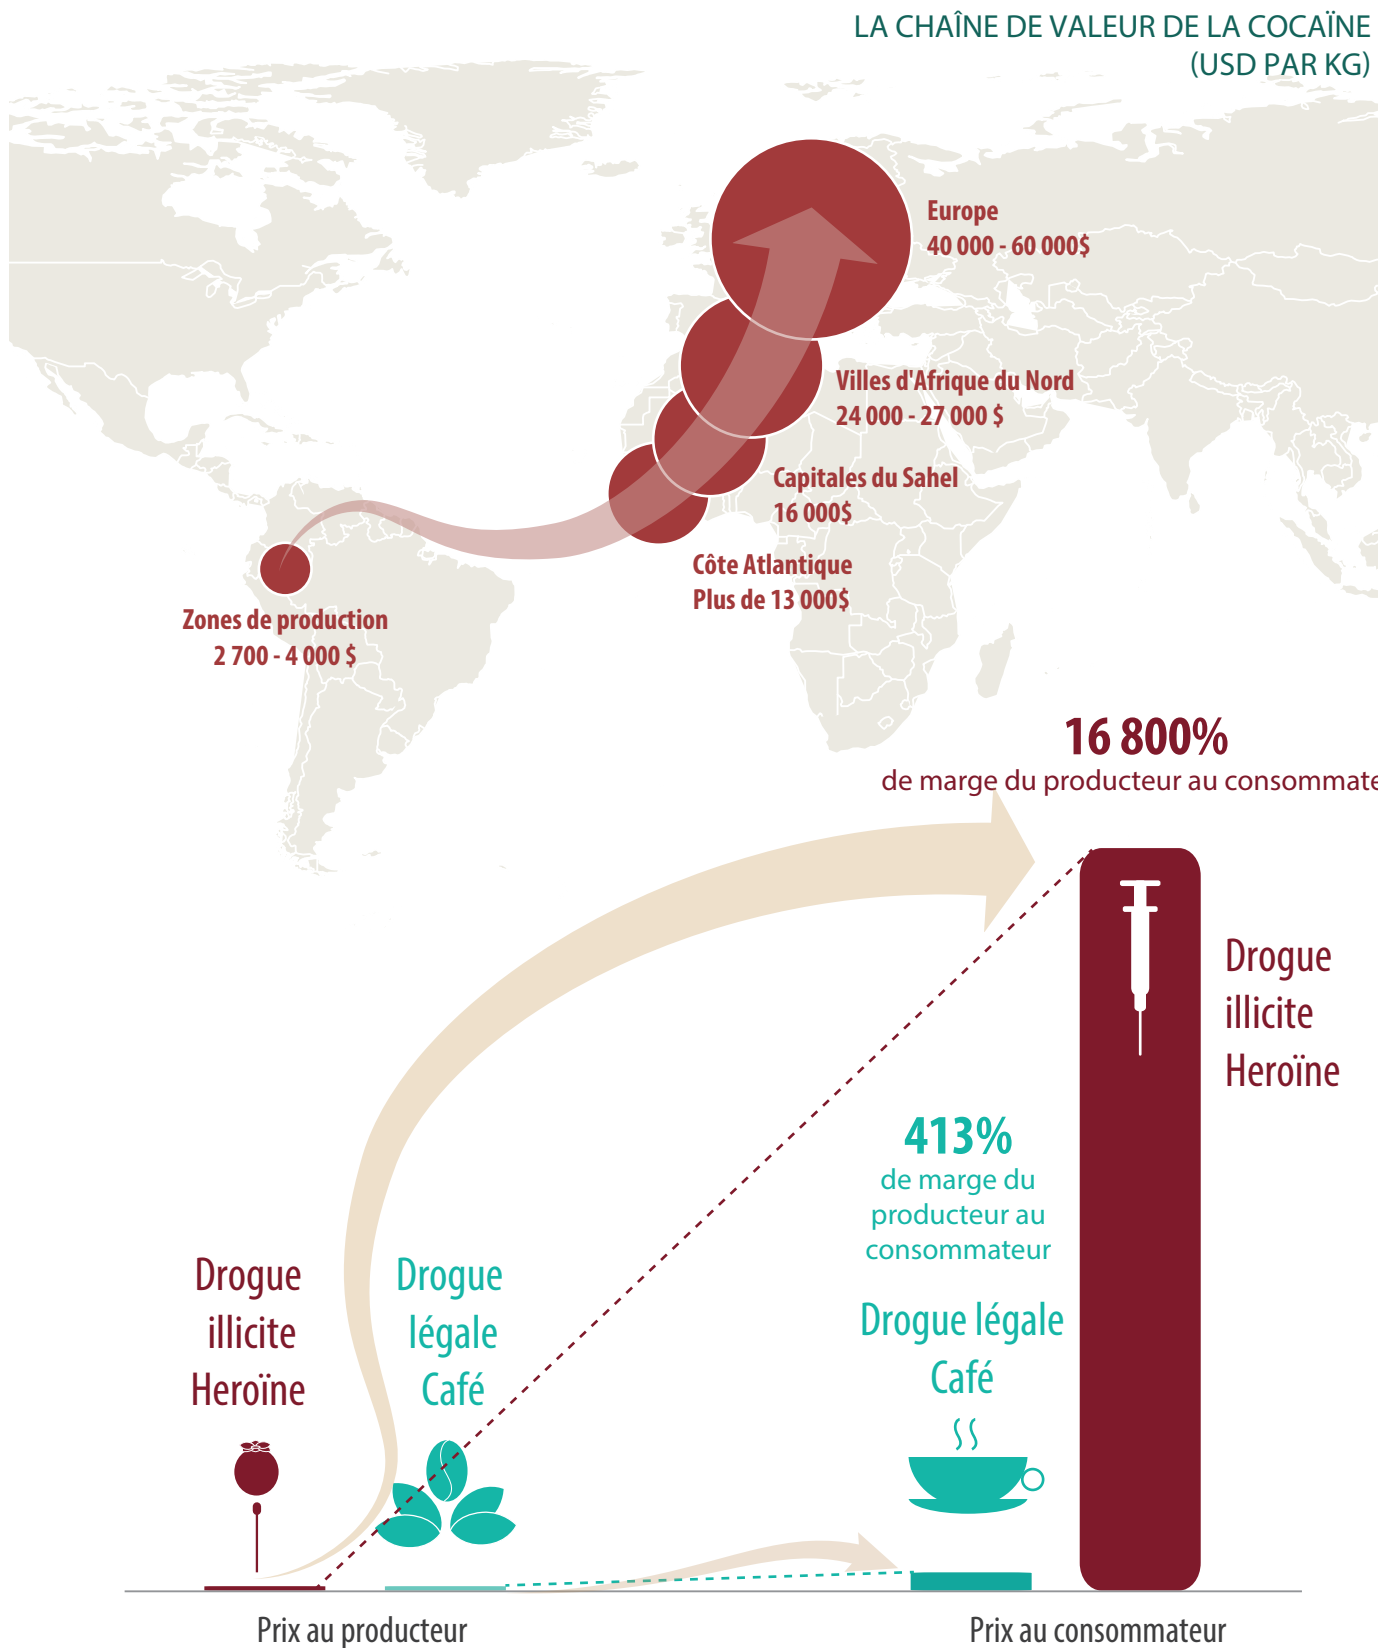 LA CHAÎNE DE VALEUR DE LA COCAÏNE
(USD PAR KG)
Europe
40 000 - 60 000$
Villes d'Afrique du Nord
24 000 - 27 000 $
Capitales du Sahel
16 000$
Côte Atlantique
Plus de 13 000$
Zones de production
2 700 - 4 000 $
16 800%
de marge du producteur au consommate
Drogue
illicite
Heroïne
413%
de marge du
producteur au
consommateur
Drogue
illicite
Heroïne
Drogue
légale
Café
Drogue légale
Café
Prix au producteur
Prix au consommateur